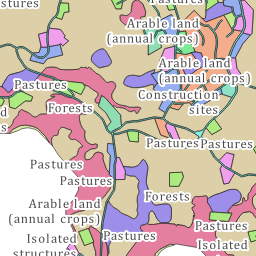 Pastures
stures
Arable land
(annual crops)
Arable land
(annual crops)
Pastures
Construction
sites
Forests
Pastures
Pastures
Pastures
Pastures
Arable land
(annual crops)
Forests
Pastures
Isolated
structures
Pastures
Isolated